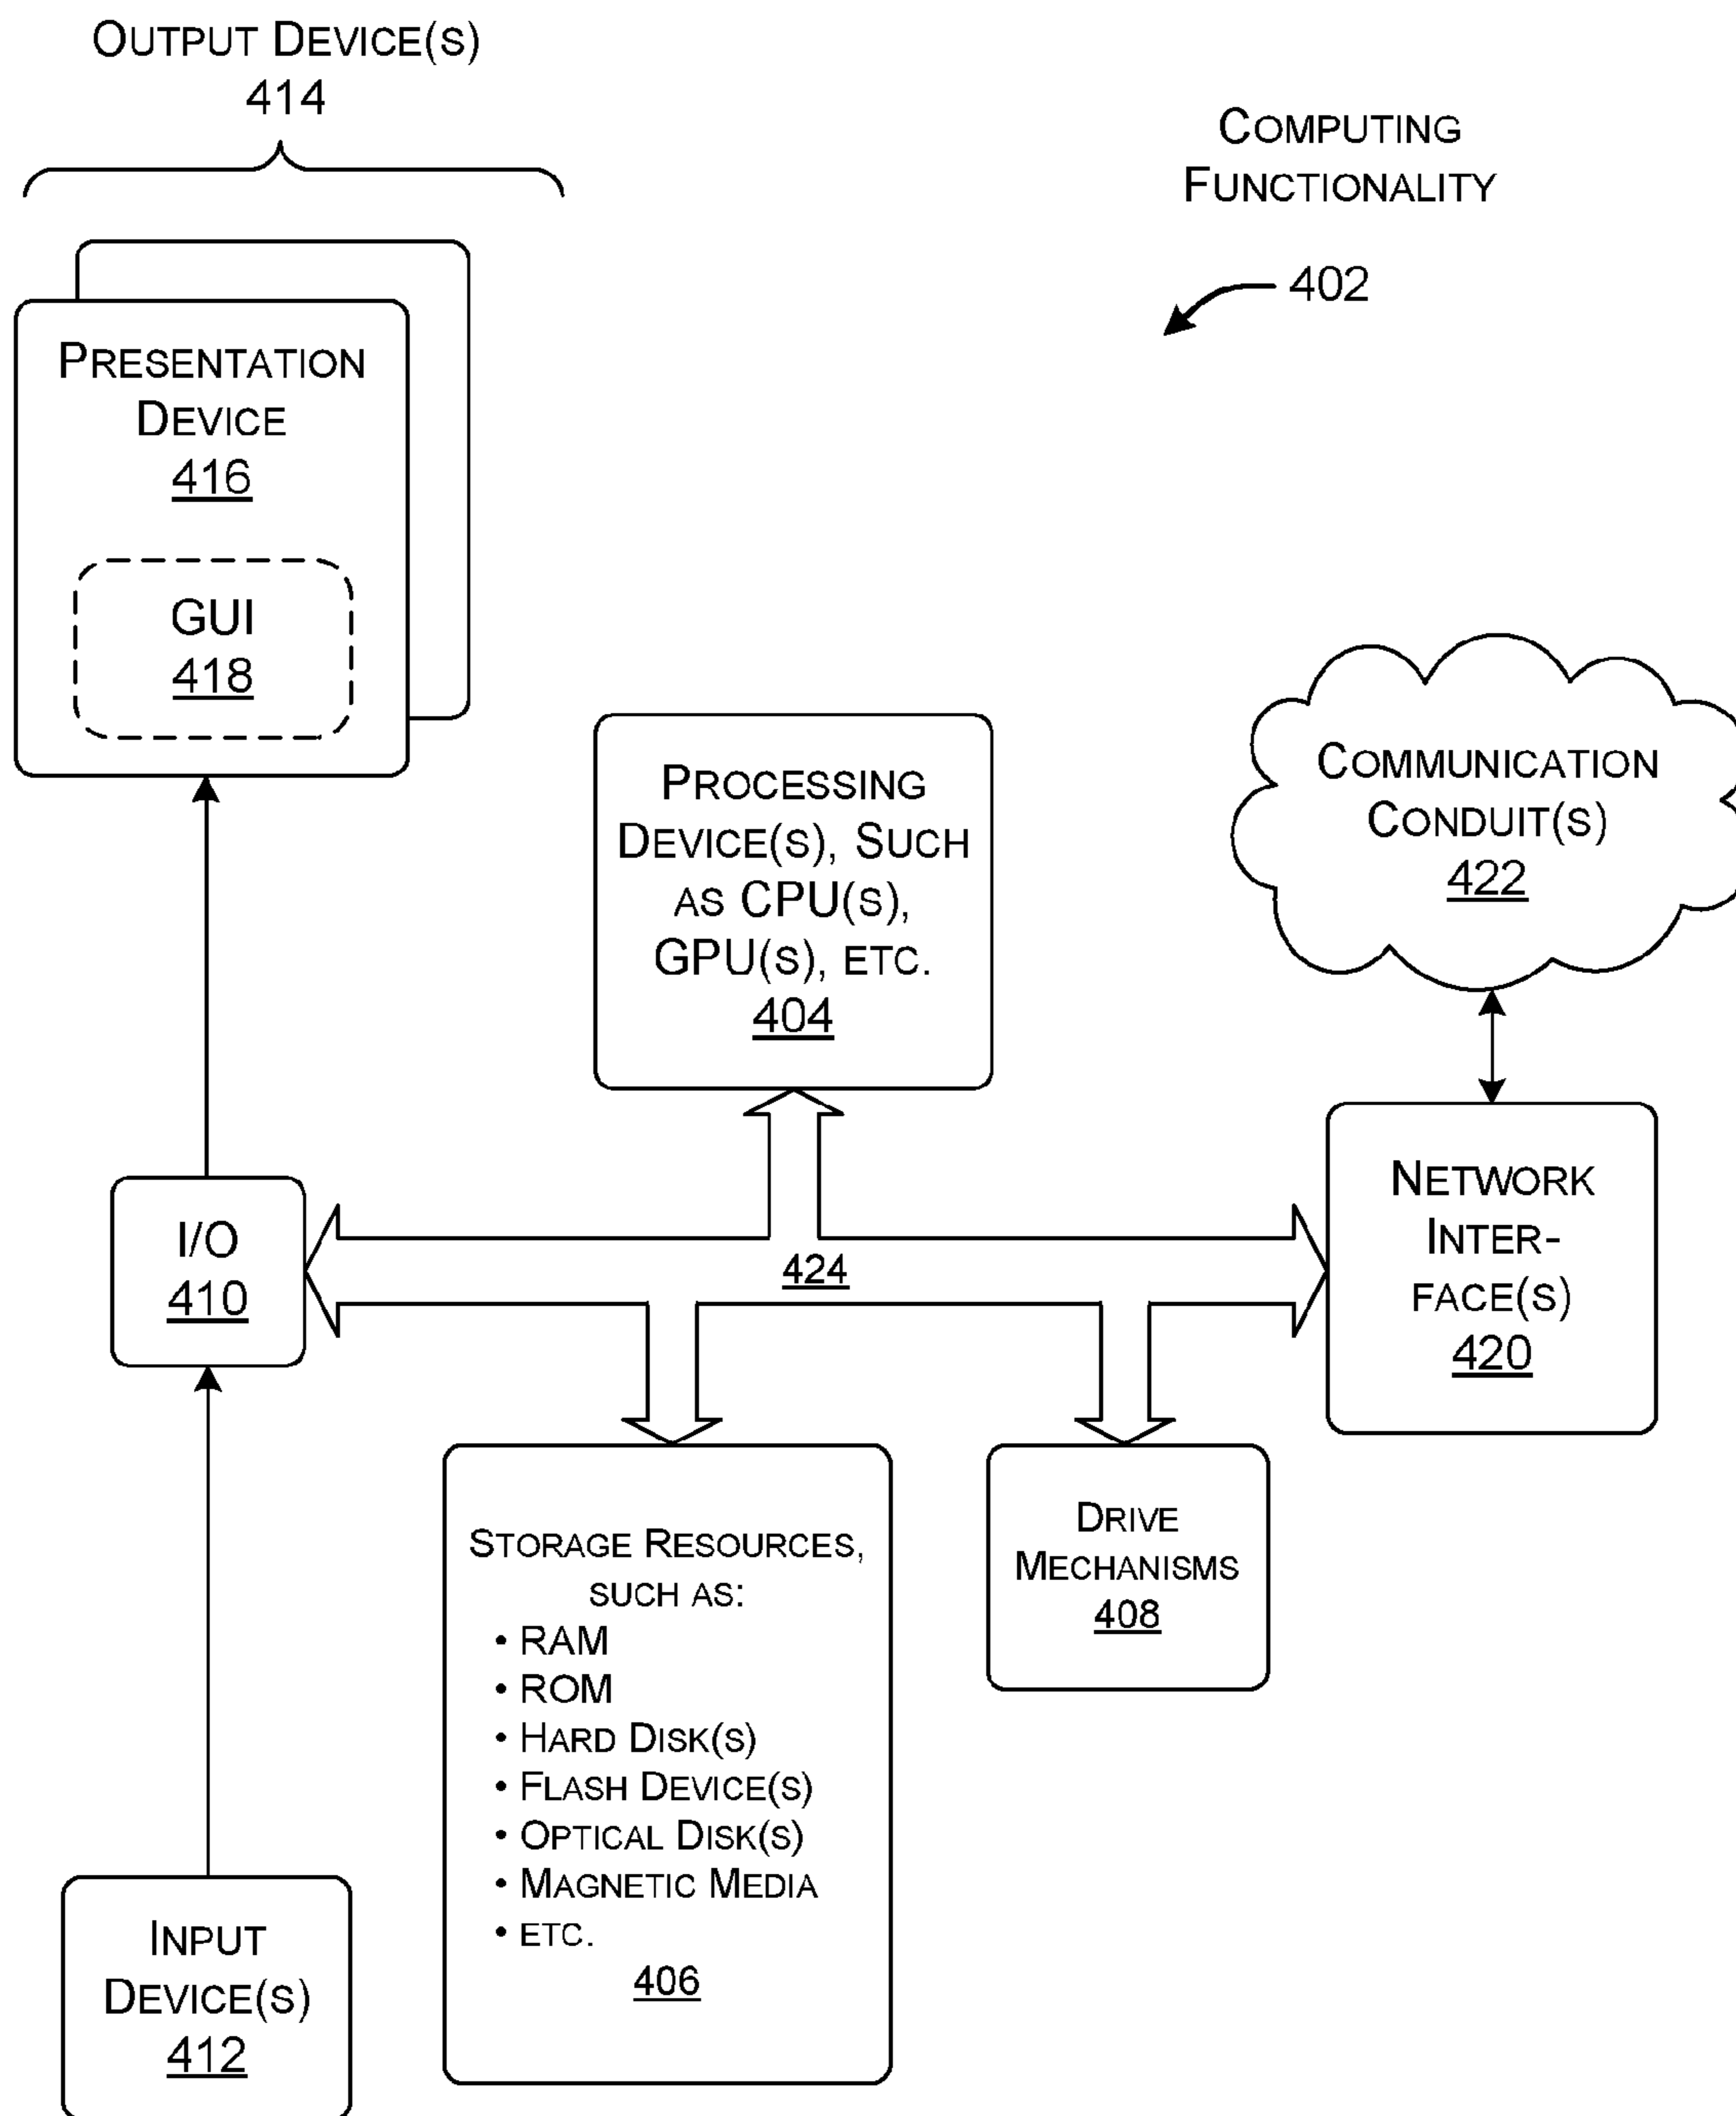 Output Device(s)
414
Computing
Functionality
402
Presentation
Device
416
GUI
418
Processing
Device(s), Such
as CPU(s),
GPU(s), etc.
404
Communication
Conduit(s)
422
I/O
410
424
Network
Inter-
face(s)
420
Storage Resources,
such as:
• RAM
• ROM
• Hard Disk(s)
• Flash Device(s)
• Optical Disk(s)
• Magnetic Media
• etc.
406
Drive
Mechanisms
408
Input
Device(s)
412